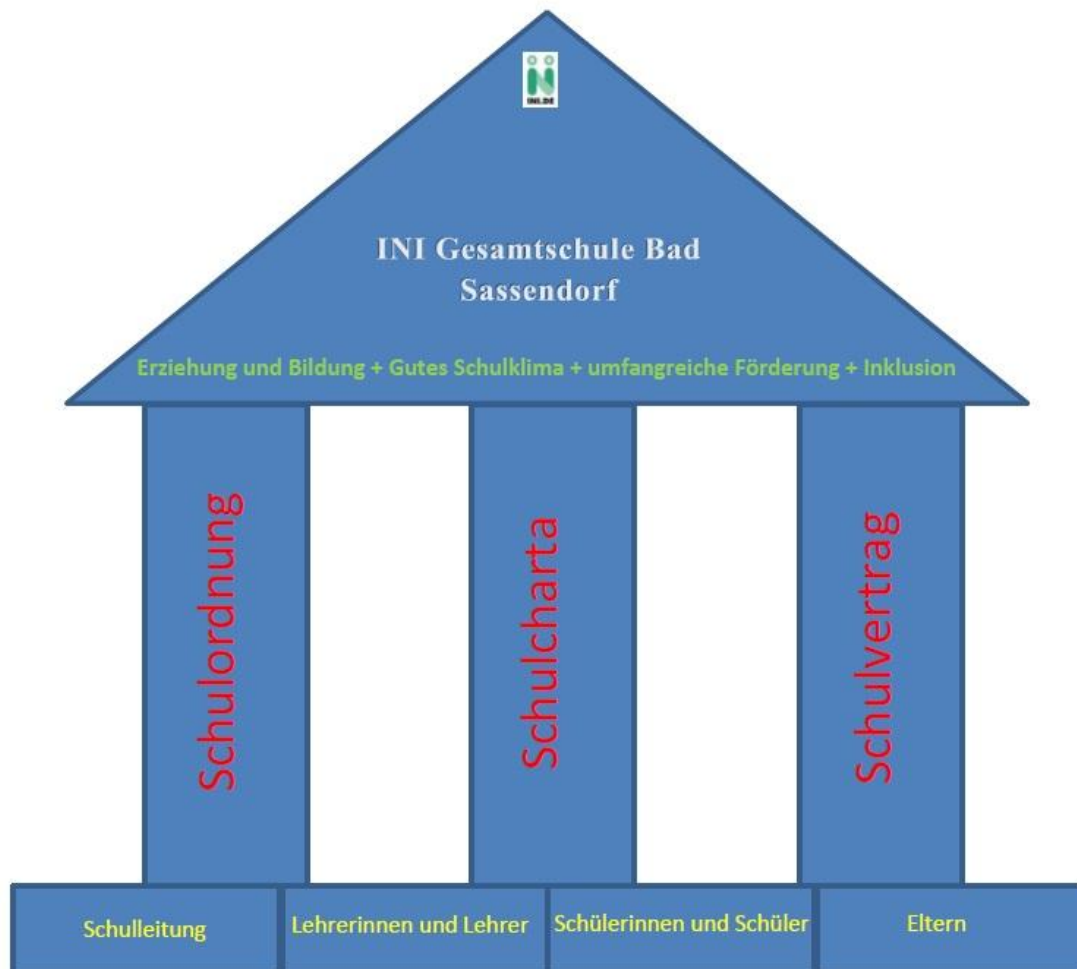 INI Gesamtschule Bad
Sassendorf
Erziehung und Bildung + Gutes Schulklima + umfangreiche Förderung + Inklusion
Schulordnung
Schulcharta
Schulvertrag
Schulleitung
Lehrerinnen und Lehrer
Schülerinnen und Schüler
Eltern